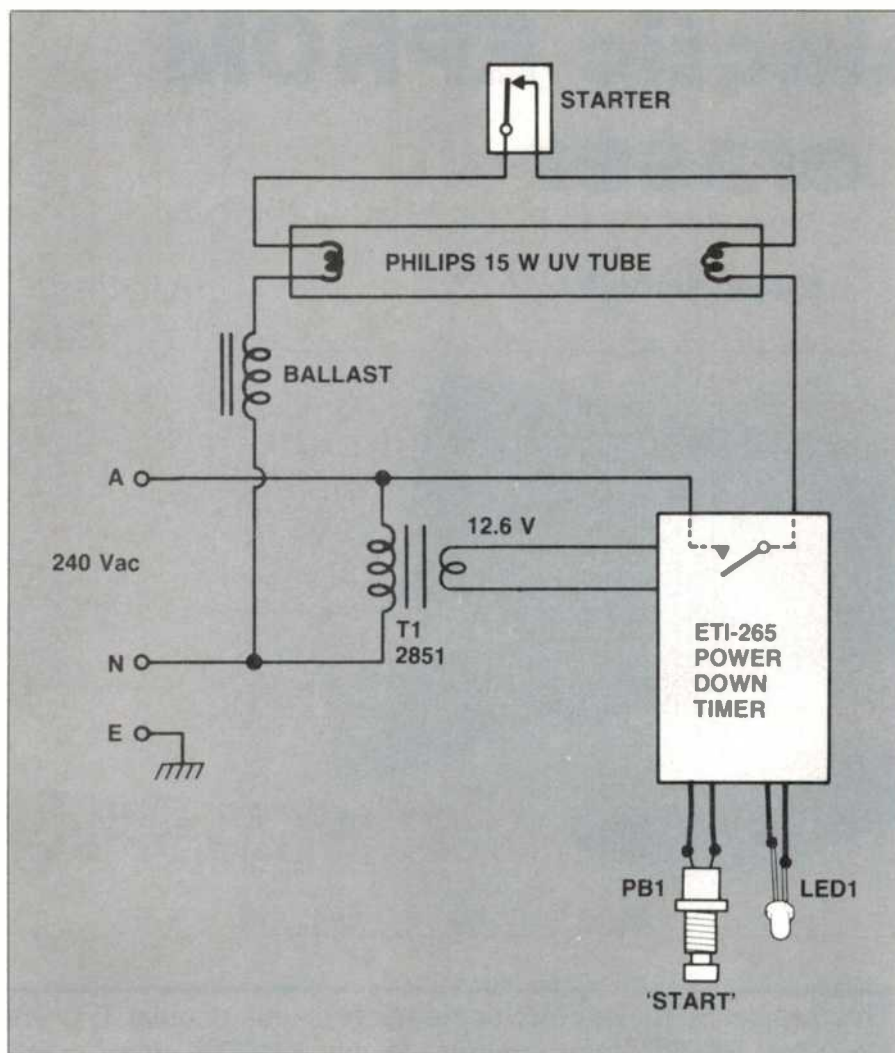 STARTER
PHILIPS 15 W UV TUBE
BALLAST
A
12.6 V
240 Vac
T1
2851
N
E
ETI-265
POWER
DOWN
TIMER
PB1
LED1
'START'